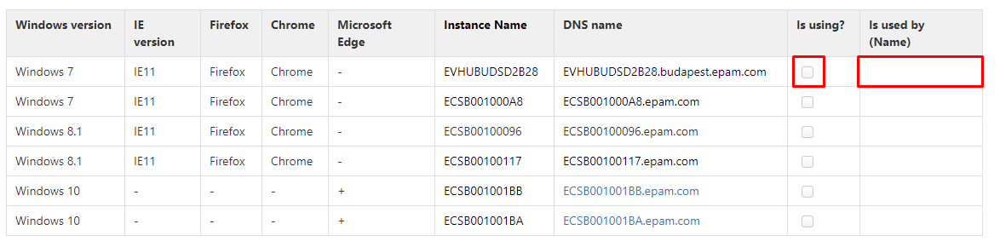 Windows version IE version Firefox Chrome Microsoft Edge Instance Name DNS name Is using? Is used by (Name)
Windows 7 IE11 Firefox Chrome - EVHUBUDSD2B28 EVHUBUDSD2B28.budapest.epam.com
Windows 7 IE11 Firefox Chrome - ECSB001000A8 ECSB001000A8.epam.com
Windows 8.1 IE11 Firefox Chrome - ECSB00100096 ECSB00100096.epam.com
Windows 8.1 IE11 Firefox Chrome - ECSB00100117 ECSB00100117.epam.com
Windows 10 - - - + ECSB001001BB ECSB001001BB.epam.com
Windows 10 - - - + ECSB001001BA ECSB001001BA.epam.com